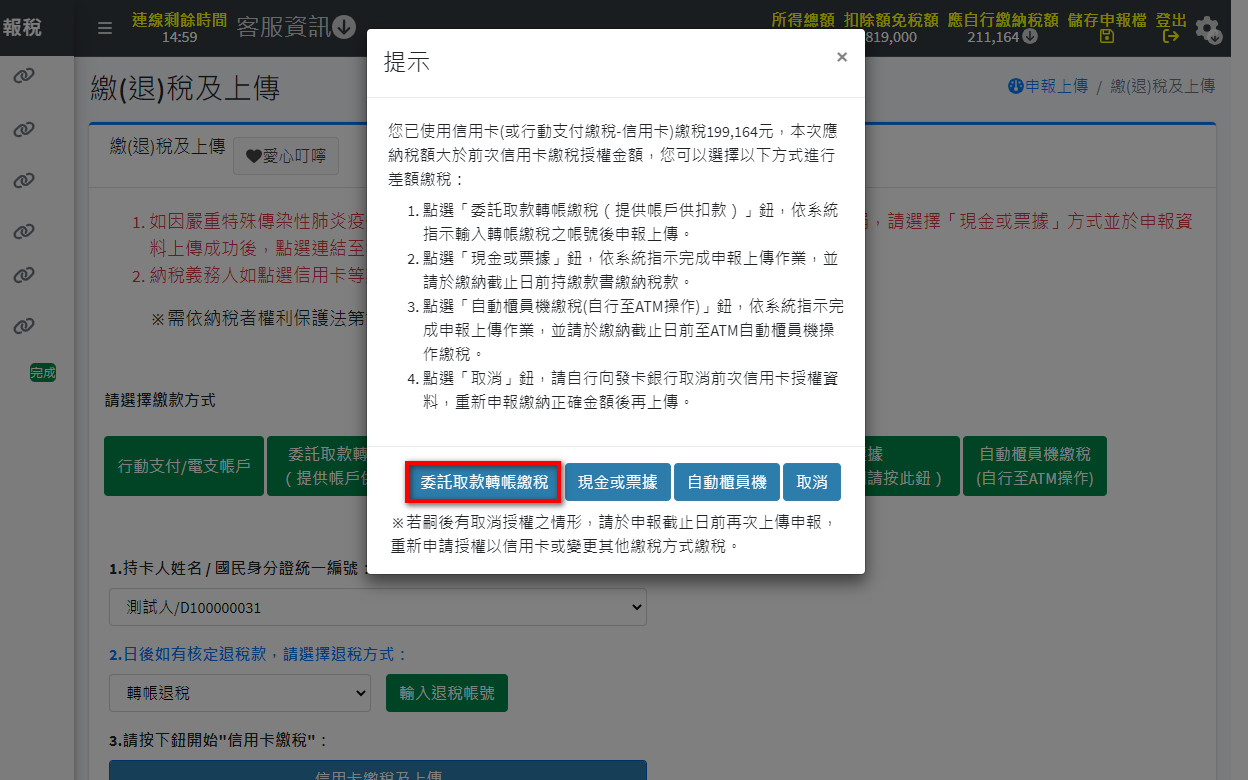 報稅
連線剩餘時間
14:59
客服資訊
所得總額 扣除額免稅額 應自行繳納稅額 儲存申報檔 登出
819,000 211,164
繳(退)稅及上傳
申報上傳 / 繳(退)稅及上傳
繳(退)稅及上傳 愛心叮嚀
1. 如因嚴重特殊傳染性肺炎疫
，請選擇「現金或票據」方式並於申報資
料上傳成功後，點選連結至
2. 納稅義務人如點選信用卡等
※需依納稅者權利保護法第
完成
請選擇繳款方式
行動支付/電支帳戶
委託取款轉
（提供帳戶
據
請按此鈕）
自動櫃員機繳稅
(自行至ATM操作)
提示 ×
您已使用信用卡(或行動支付繳稅-信用卡)繳稅199,164元，本次應
納稅額大於前次信用卡繳稅授權金額，您可以選擇以下方式進行
差額繳稅：
1. 點選「委託取款轉帳繳稅（提供帳戶供扣款）」鈕，依系統
指示輸入轉帳繳稅之帳號後申報上傳。
2. 點選「現金或票據」鈕，依系統指示完成申報上傳作業，並
請於繳納截止日前持繳款書繳納稅款。
3. 點選「自動櫃員機繳稅(自行至ATM操作)」鈕，依系統指示完
成申報上傳作業，並請於繳納截止日前至ATM自動櫃員機操
作繳稅。
4. 點選「取消」鈕，請自行向發卡銀行取消前次信用卡授權資
料，重新申報繳納正確金額後再上傳。
委託取款轉帳繳稅 現金或票據 自動櫃員機 取消
※若嗣後有取消授權之情形，請於申報截止日前再次上傳申報，
重新申請授權以信用卡或變更其他繳稅方式繳稅。
1.持卡人姓名 / 國民身分證統一編號：
測試人/D100000031
2.日後如有核定退稅款，請選擇退稅方式：
轉帳退稅 輸入退稅帳號
3.請按下鈕開始"信用卡繳稅"：
信用卡繳稅及上傳